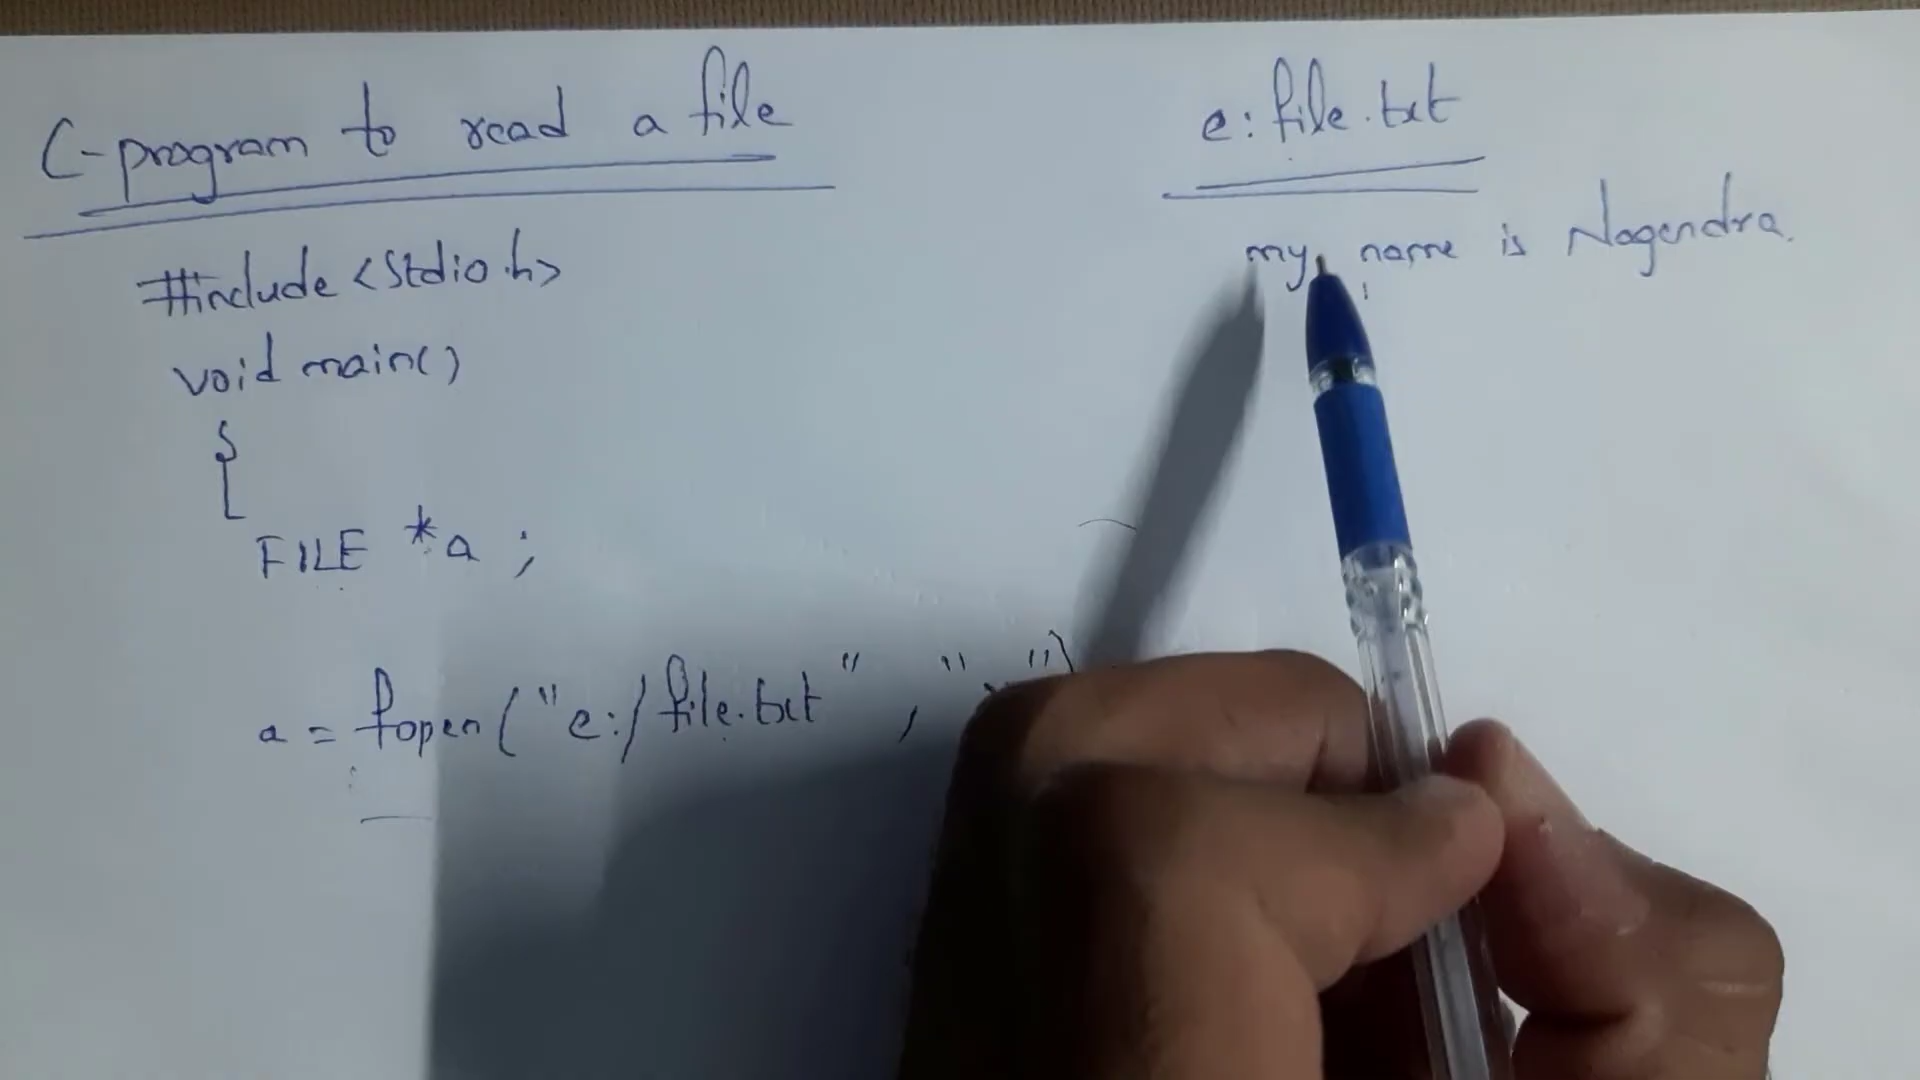 C-program to read a file
#include <stdio.h>
void main()
{
FILE *a ;
a = fopen("e:/file.txt" , " ")
e: file.txt
my name is Nagendra.